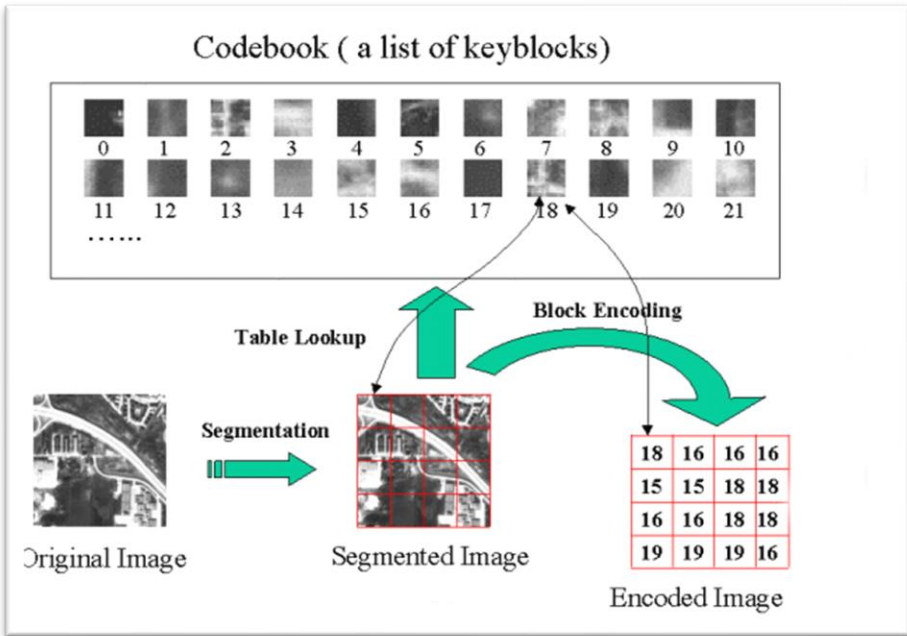 Codebook ( a list of keyblocks)
0 1 2 3 4 5 6 7 8 9 10
11 12 13 14 15 16 17 18 19 20 21
......
Block Encoding
Table Lookup
Segmentation
18 16 16 16
15 15 18 18
16 16 18 18
19 19 19 16
Original Image
Segmented Image
Encoded Image